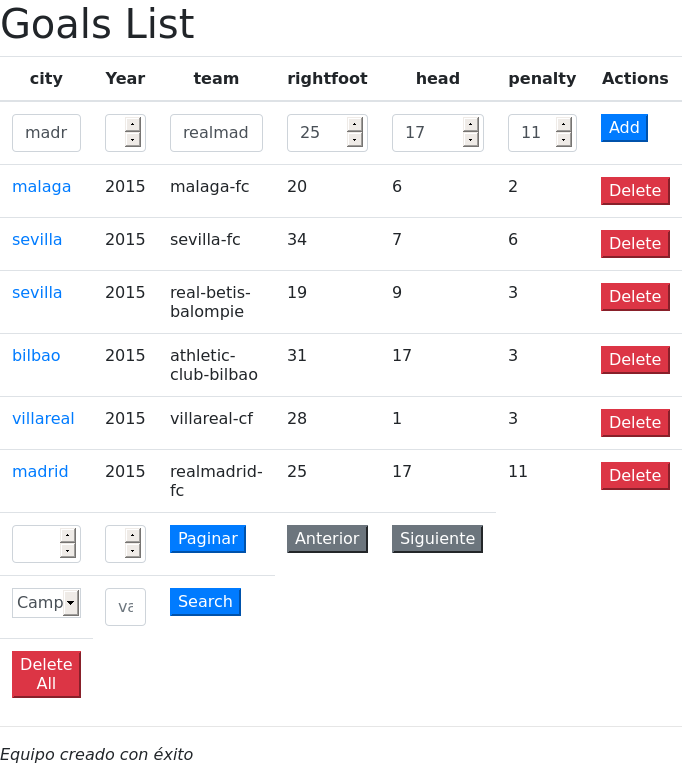 Goals List
city Year team rightfoot head penalty Actions
madr realmad 25 17 11 Add
malaga 2015 malaga-fc 20 6 2 Delete
sevilla 2015 sevilla-fc 34 7 6 Delete
sevilla 2015 real-betis- 19 9 3 Delete
balompie
bilbao 2015 athletic- 31 17 3 Delete
club-bilbao
villareal 2015 villareal-cf 28 1 3 Delete
madrid 2015 realmadrid- 25 17 11 Delete
fc
Paginar Anterior Siguiente
Camp va Search
Delete
All
Equipo creado con éxito